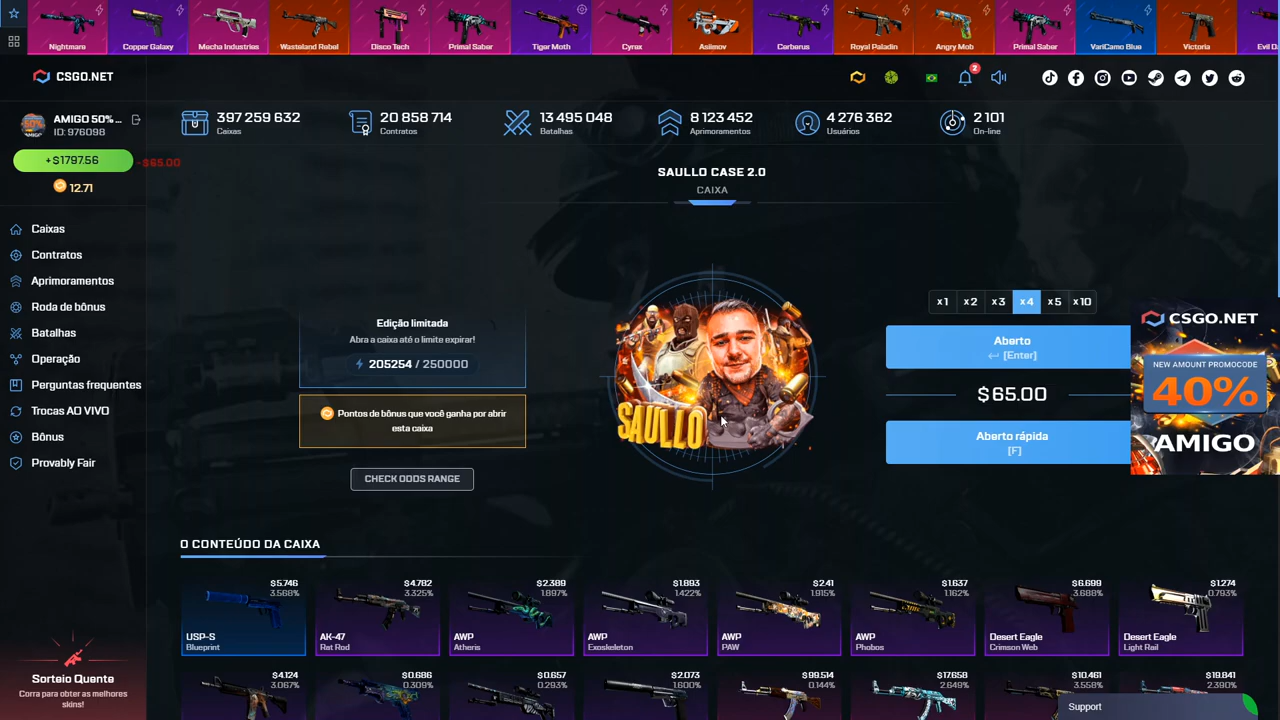 Nightmare
Copper Galaxy
Mecha Industries
Wasteland Rebel
Disco Tech
Primal Saber
Tiger Moth
Cyrex
Asiimov
Cerberus
Royal Paladin
Angry Mob
Primal Saber
VariCamo Blue
Victoria
Evil D
CSGO.NET
2
AMIGO 50% ...
ID: 976098
+$1797.56
-$65.00
12.71
397 259 632
Caixas
20 858 714
Contratos
13 495 048
Batalhas
8 123 452
Aprimoramentos
4 276 362
Usuários
2 101
On-line
Caixas
Contratos
Aprimoramentos
Roda de bônus
Batalhas
Operação
Perguntas frequentes
Trocas AO VIVO
Bônus
Provably Fair
Sorteio Quente
Corra para obter as melhores
skins!
SAULLO CASE 2.0
CAIXA
Edição limitada
Abra a caixa até o limite expirar!
205254 / 250000
Pontos de bônus que você ganha por abrir
esta caixa
CHECK ODDS RANGE
SAULLO
x1 x2 x3 x4 x5 x10
Aberto
[Enter]
$65.00
Aberto rápida
[F]
CSGO.NET
NEW AMOUNT PROMOCODE
40%
AMIGO
O CONTEÚDO DA CAIXA
$5.746
3.568%
USP-S
Blueprint
$4.782
3.325%
AK-47
Rat Rod
$2.389
1.897%
AWP
Atheris
$1.893
1.422%
AWP
Exoskeleton
$2.41
1.915%
AWP
PAW
$1.637
1.162%
AWP
Phobos
$6.699
3.688%
Desert Eagle
Crimson Web
$1.274
0.793%
Desert Eagle
Light Rail
$4.124
3.067%
$0.686
0.309%
$0.657
0.293%
$2.073
1.600%
$99.514
0.144%
$17.658
2.649%
$10.461
3.558%
$19.841
2.390%
Support